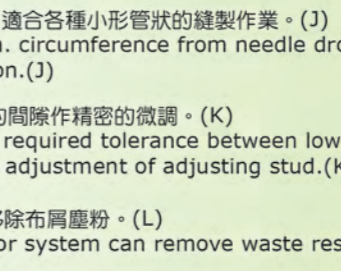 適合各種小形管狀的縫製作業。(J)
. circumference from needle dr
on.(J)
間隙作精密的微調。(K)
required tolerance between low
adjustment of adjusting stud.(
除布屑塵粉。(L)
or system can remove waste res